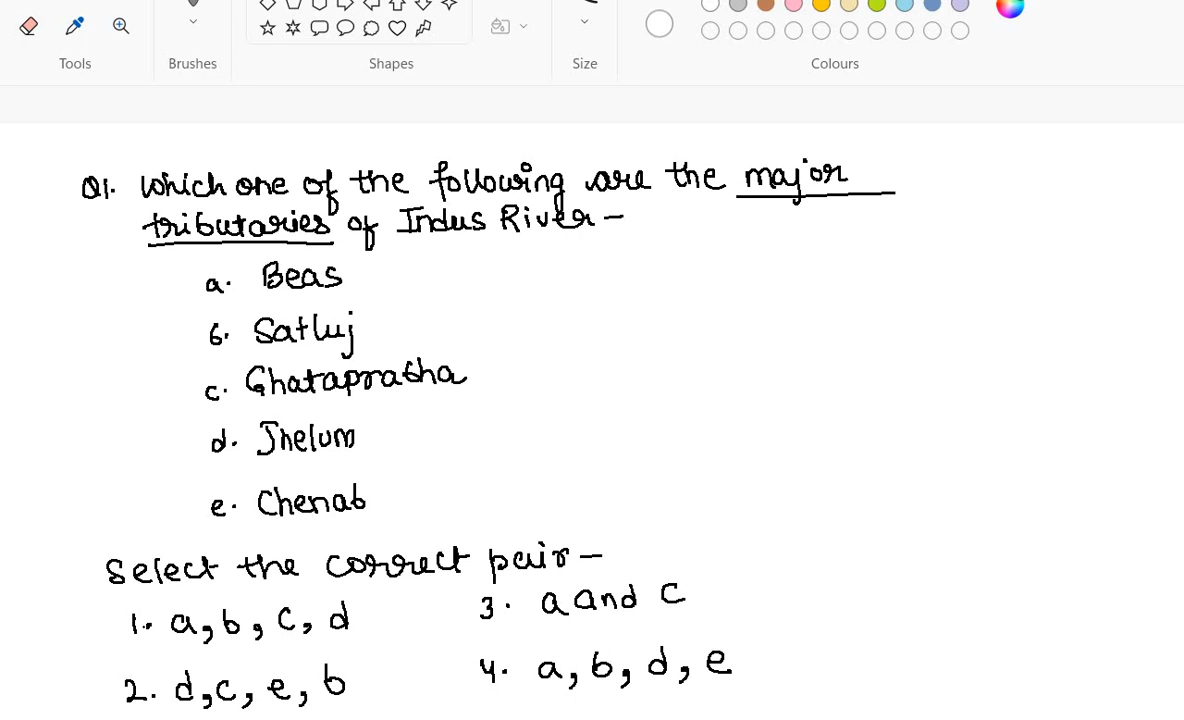 Tools
Brushes
Shapes
Size
Colours
Q1. Which one of the following are the major
tributaries of Indus River-
a. Beas
b. Satluj
c. Ghatapratha
d. Jhelum
e. Chenab
Select the correct pair-
1. a, b, c, d
3. a and c
2. d, c, e, b
4. a, b, d, e